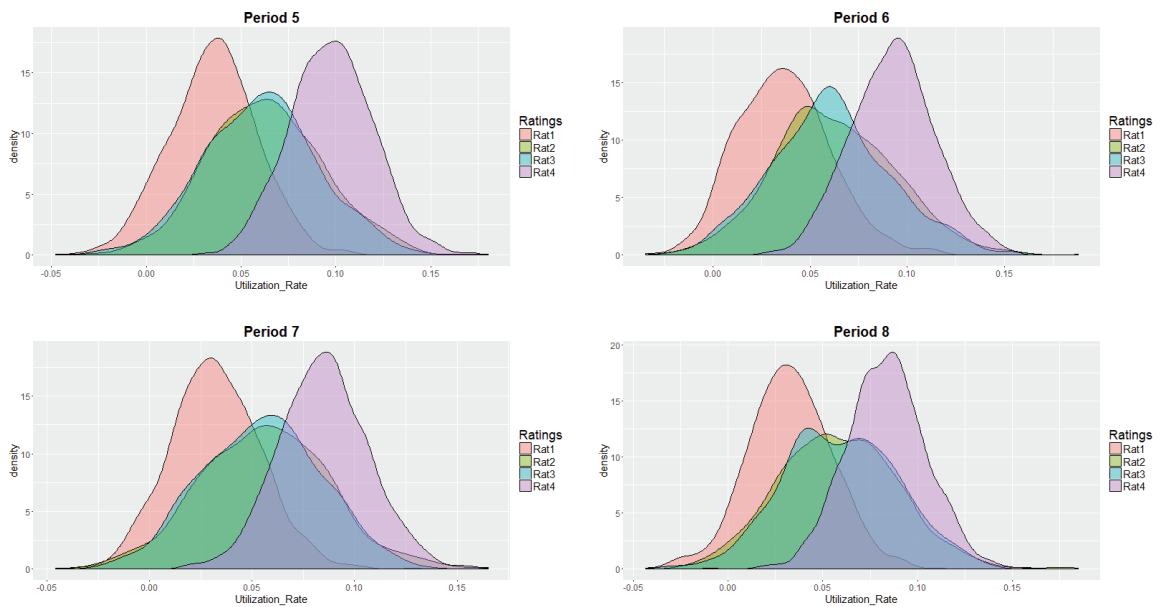 Period 5
density
15
10
5
0
-0.05
0.00
0.05
0.10
0.15
Utilization_Rate
Ratings
Rat1
Rat2
Rat3
Rat4
Period 6
density
15
10
5
0
0.00
0.05
0.10
0.15
Utilization_Rate
Ratings
Rat1
Rat2
Rat3
Rat4
Period 7
density
15
10
5
0
-0.05
0.00
0.05
0.10
0.15
Utilization_Rate
Ratings
Rat1
Rat2
Rat3
Rat4
Period 8
density
20
15
10
5
0
-0.05
0.00
0.05
0.10
0.15
Utilization_Rate
Ratings
Rat1
Rat2
Rat3
Rat4